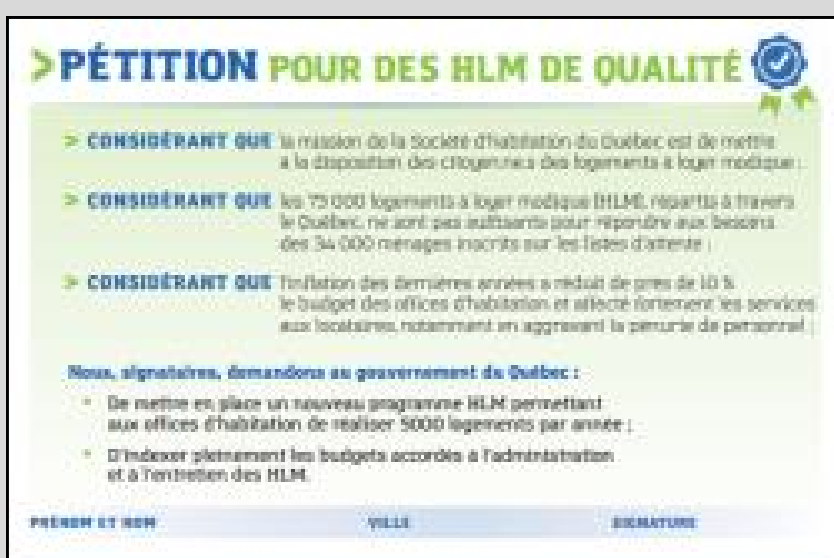 >PÉTITION POUR DES HLM DE QUALITÉ
> CONSIDÉRANT QUE la mission de la Société d'habitation du Québec est de mettre
à la disposition des citoyen.ne.s des logements à loyer modique ;
> CONSIDÉRANT QUE les 73 000 logements à loyer modique (HLM), répartis à travers
le Québec, ne sont pas suffisants pour répondre aux besoins
des 34 000 ménages inscrits sur les listes d'attente ;
> CONSIDÉRANT QUE l'inflation des dernières années a réduit de près de 10 %
le budget des offices d'habitation et affecte fortement les services
aux locataires, notamment en aggravant la pénurie de personnel ;
Nous, signataires, demandons au gouvernement du Québec :
• De mettre en place un nouveau programme HLM permettant
aux offices d'habitation de réaliser 5000 logements par année ;
• D'indexer pleinement les budgets accordés à l'administration
et à l'entretien des HLM.
PRÉNOM ET NOM VILLE SIGNATURE